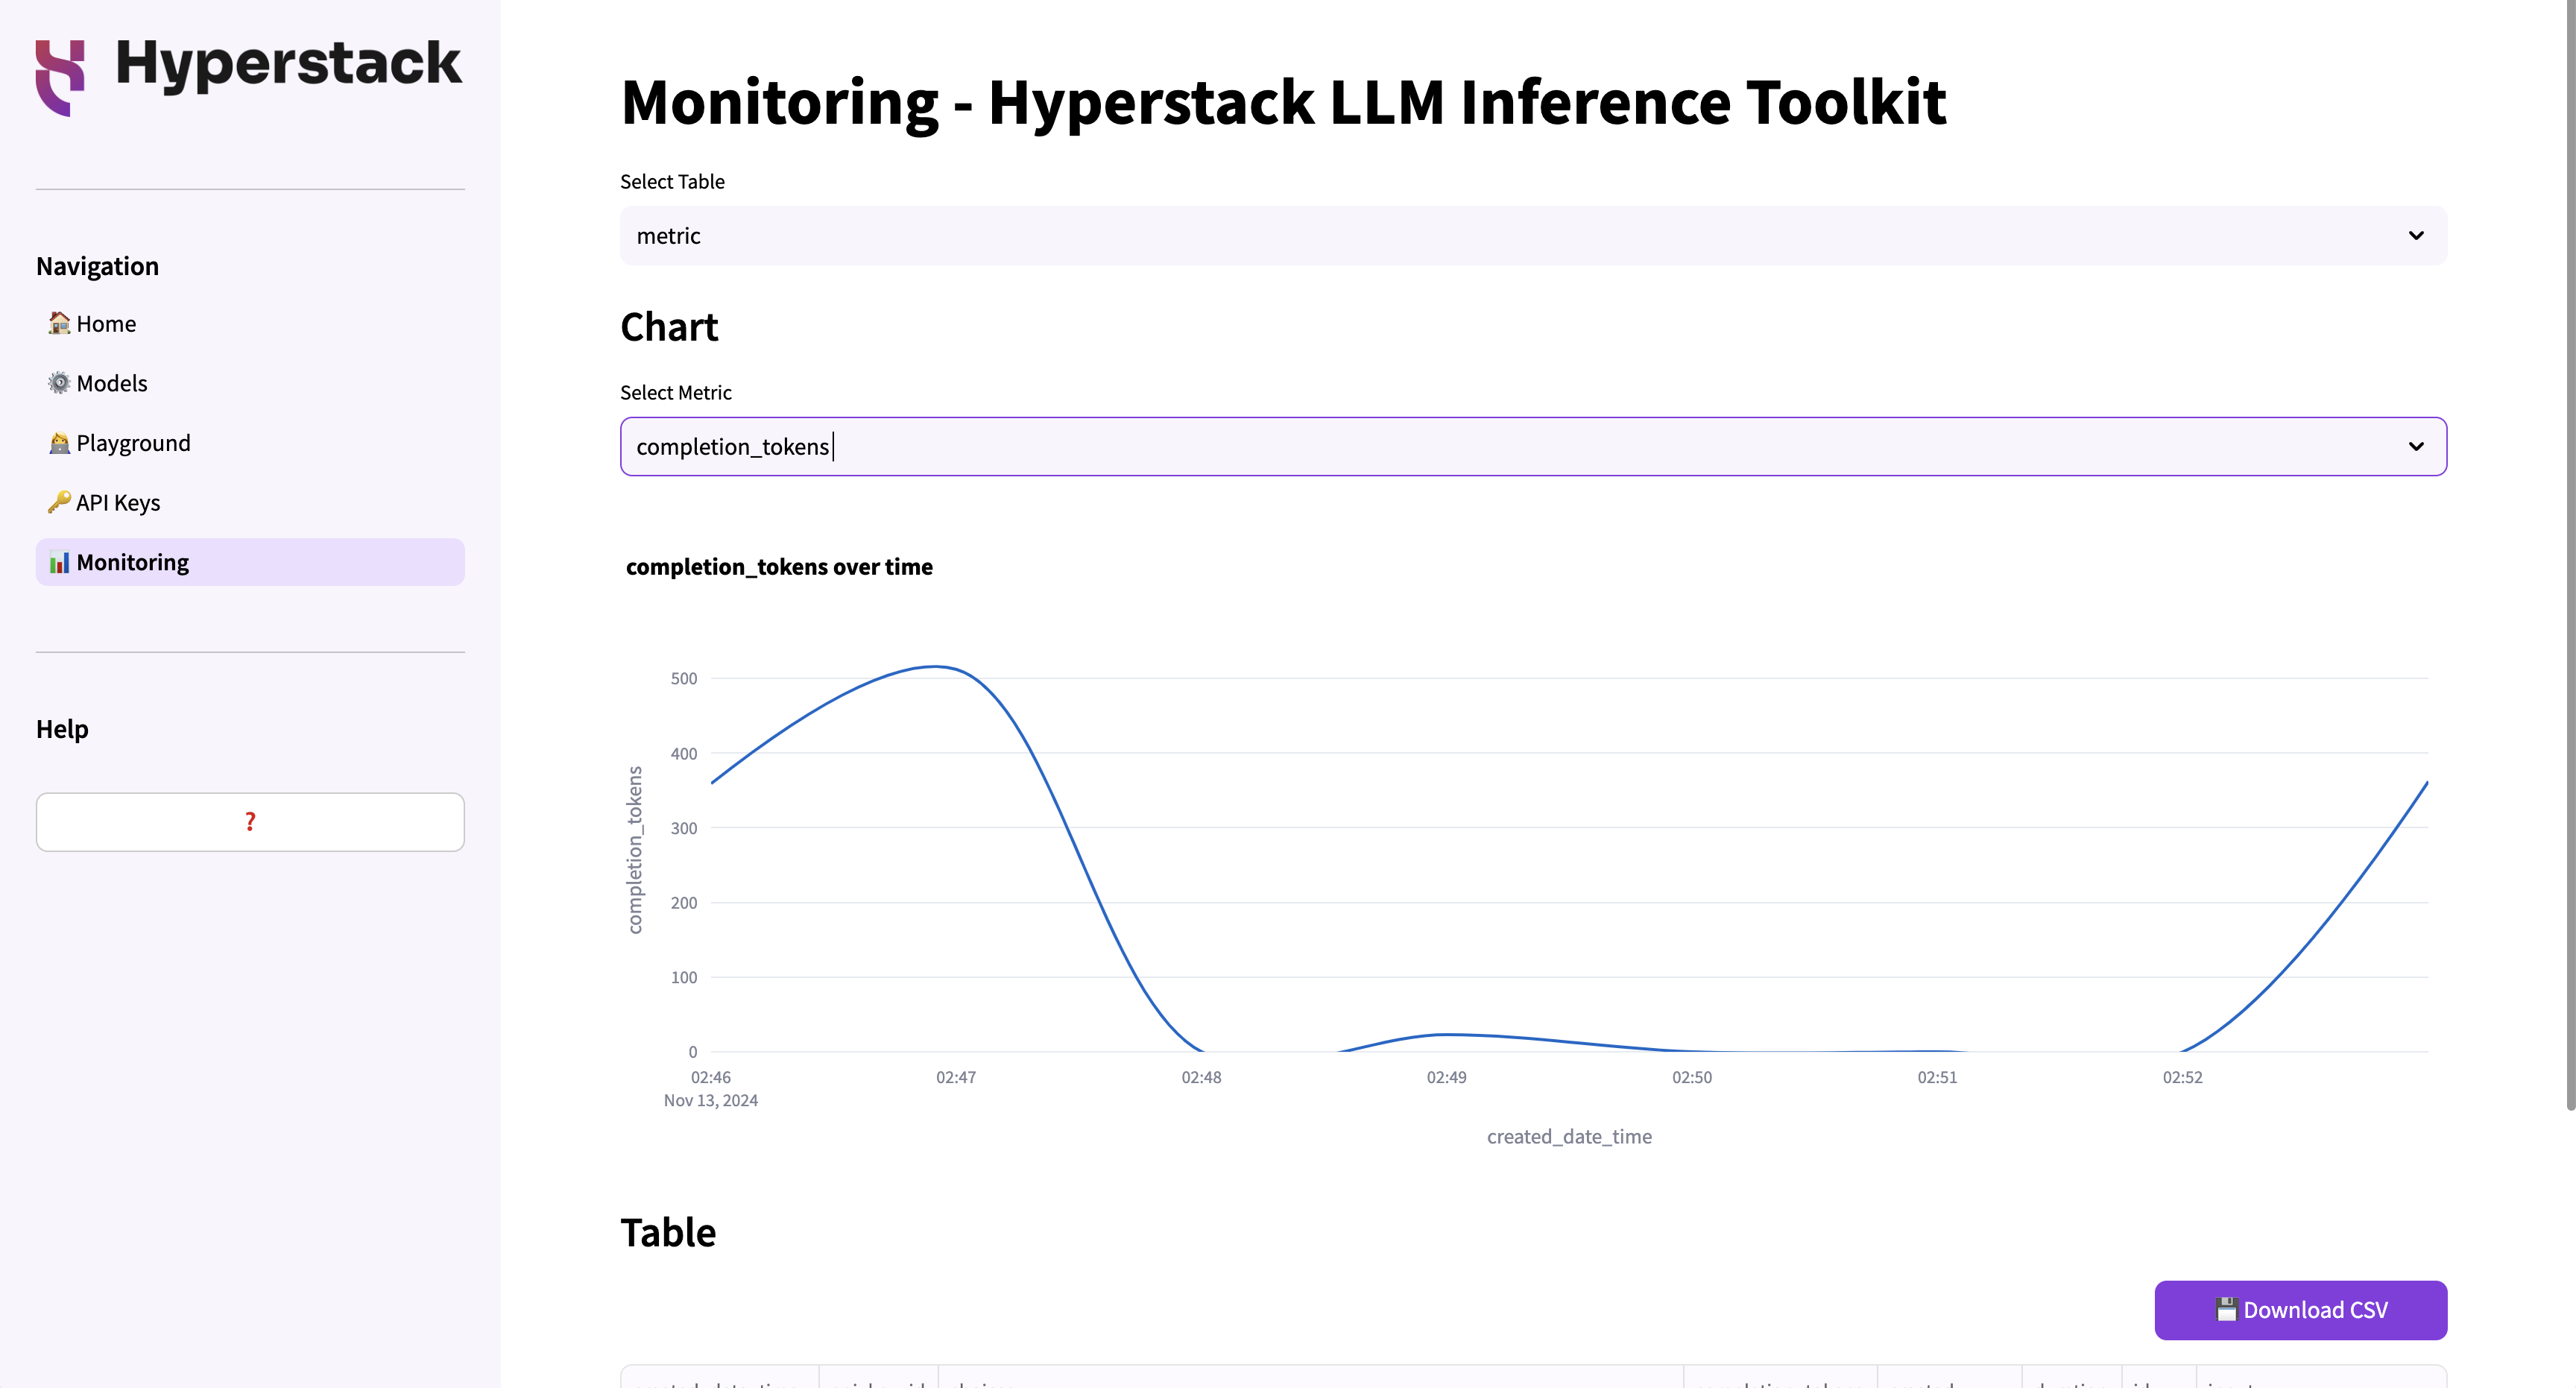 Hyperstack
Navigation
Home
Models
Playground
API Keys
Monitoring
Help
?
Monitoring - Hyperstack LLM Inference Toolkit
Select Table
metric
Chart
Select Metric
completion_tokens
completion_tokens over time
500
400
300
200
100
0
completion_tokens
02:46 02:47 02:48 02:49 02:50 02:51 02:52
Nov 13, 2024
created_date_time
Table
Download CSV